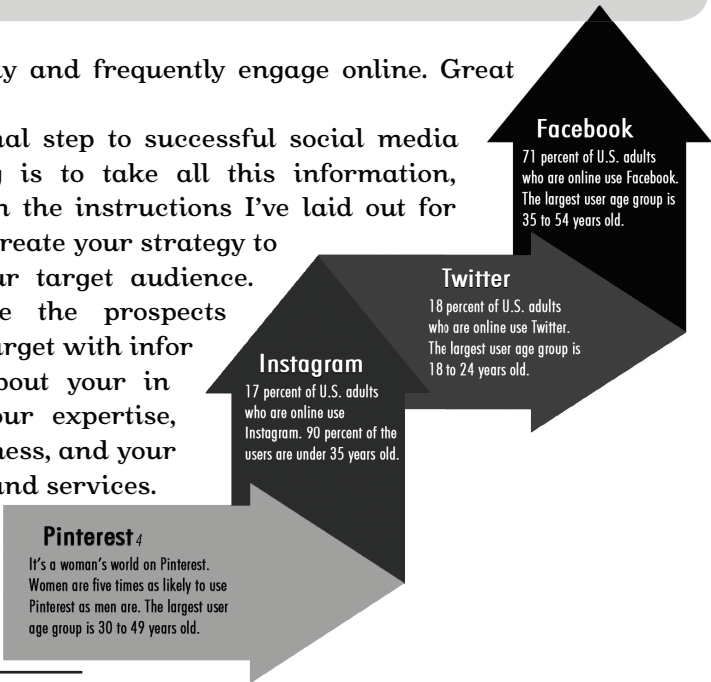 y and frequently engage online. Great
nal step to successful social media
g is to take all this information,
n the instructions I've laid out for
reate your strategy to
ur target audience.
e the prospects
rget with infor
bout your in
our expertise,
ness, and your
and services.
Facebook
71 percent of U.S. adults
who are online use Facebook.
The largest user age group is
35 to 54 years old.
Twitter
18 percent of U.S. adults
who are online use Twitter.
The largest user age group is
18 to 24 years old.
Instagram
17 percent of U.S. adults
who are online use
Instagram. 90 percent of the
users are under 35 years old.
Pinterest 4
It's a woman's world on Pinterest.
Women are five times as likely to use
Pinterest as men are. The largest user
age group is 30 to 49 years old.